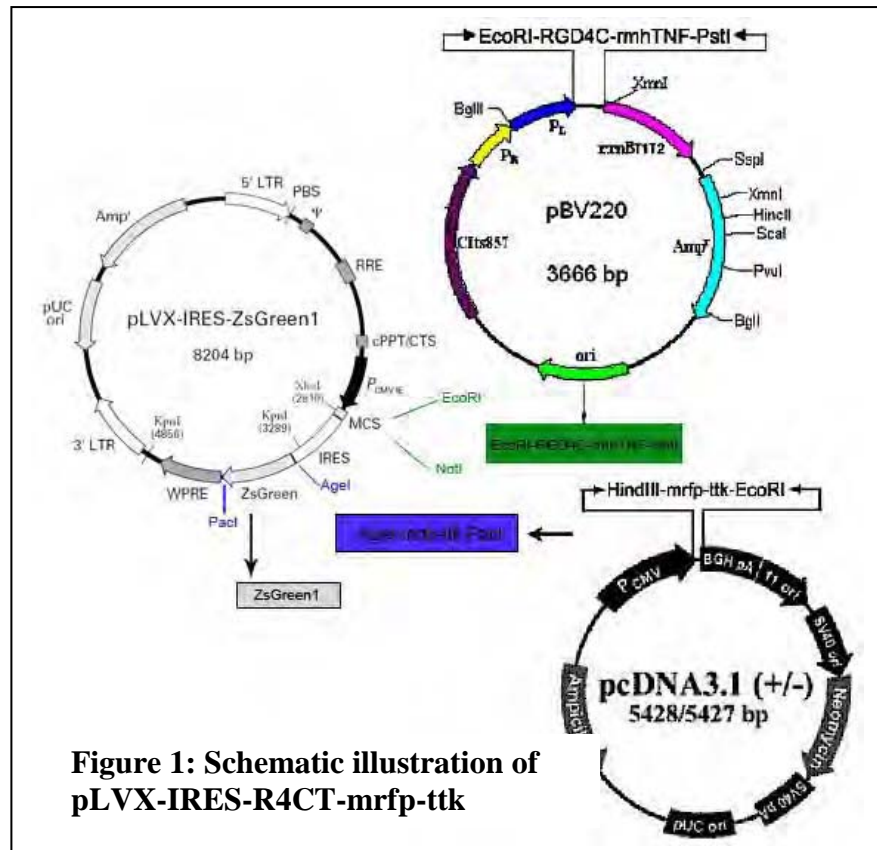 EcoRI-RGD4C-rmhTNF-PstI
XmnI
BglII
PL
PR
rrnBT1T2
SspI
XmnI
HincII
ScaI
PvuI
BglI
Ampr
CIts857
pBV220
3666 bp
ori
5' LTR
PBS
Ψ
Ampr
RRE
pUC
ori
pLVX-IRES-ZsGreen1
8204 bp
cPPT/CTS
PCMV IE
XhoI
(2810)
MCS
EcoRI
NotI
KpnI
(3289)
KpnI
(4856)
3' LTR
IRES
AgeI
WPRE
ZsGreen
PacI
ZsGreen1
HindIII-mrfp-ttk-EcoRI
P CMV
BGH pA
f1 ori
SV40 ori
Neomycin
SV40 pA
pUC ori
pcDNA3.1 (+/-)
5428/5427 bp
Figure 1: Schematic illustration of
pLVX-IRES-R4CT-mrfp-ttk